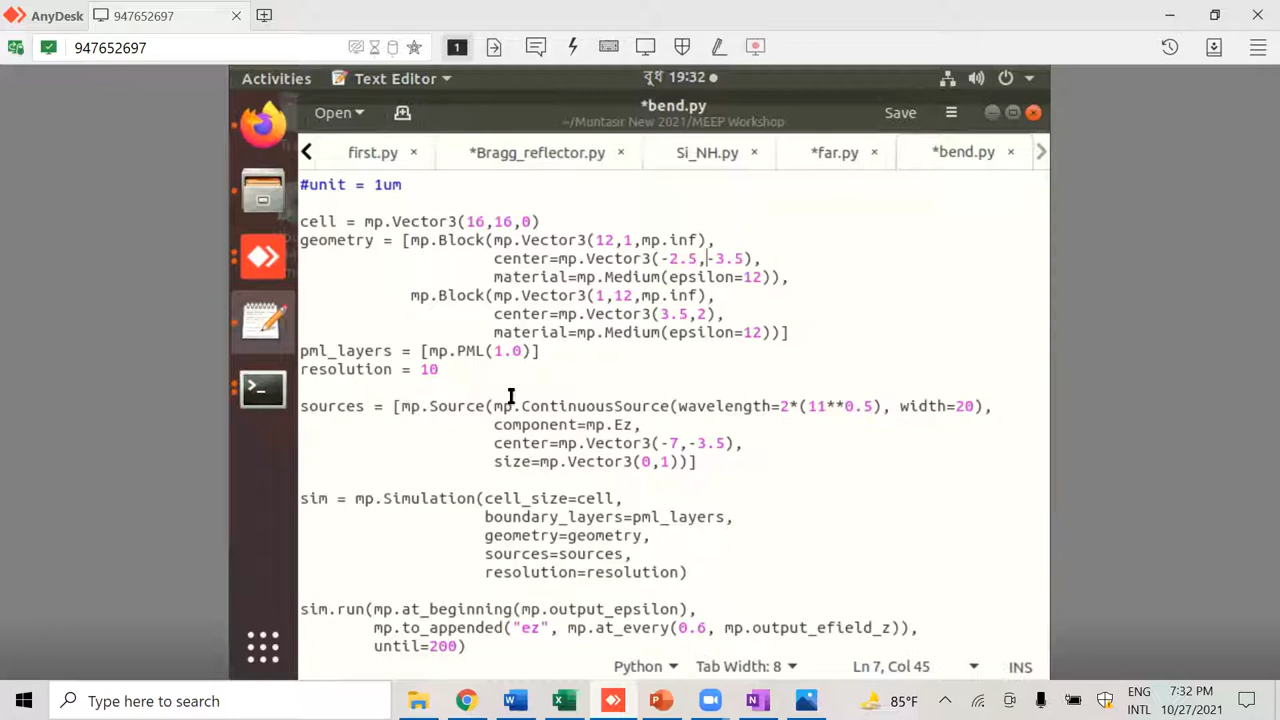 AnyDesk 947652697
947652697
1
Activities Text Editor বুধ 19:32
Open *bend.py Save
~/Muntasir New 2021/MEEP Workshop
first.py *Bragg_reflector.py Si_NH.py *far.py *bend.py
#unit = 1um
cell = mp.Vector3(16,16,0)
geometry = [mp.Block(mp.Vector3(12,1,mp.inf),
center=mp.Vector3(-2.5,-3.5),
material=mp.Medium(epsilon=12)),
mp.Block(mp.Vector3(1,12,mp.inf),
center=mp.Vector3(3.5,2),
material=mp.Medium(epsilon=12))]
pml_layers = [mp.PML(1.0)]
resolution = 10
sources = [mp.Source(mp.ContinuousSource(wavelength=2*(11**0.5), width=20),
component=mp.Ez,
center=mp.Vector3(-7,-3.5),
size=mp.Vector3(0,1))]
sim = mp.Simulation(cell_size=cell,
boundary_layers=pml_layers,
geometry=geometry,
sources=sources,
resolution=resolution)
sim.run(mp.at_beginning(mp.output_epsilon),
mp.to_appended("ez", mp.at_every(0.6, mp.output_efield_z)),
until=200)
Python Tab Width: 8 Ln 7, Col 45 INS
Type here to search 85°F ENG INTL 7:32 PM 10/27/2021